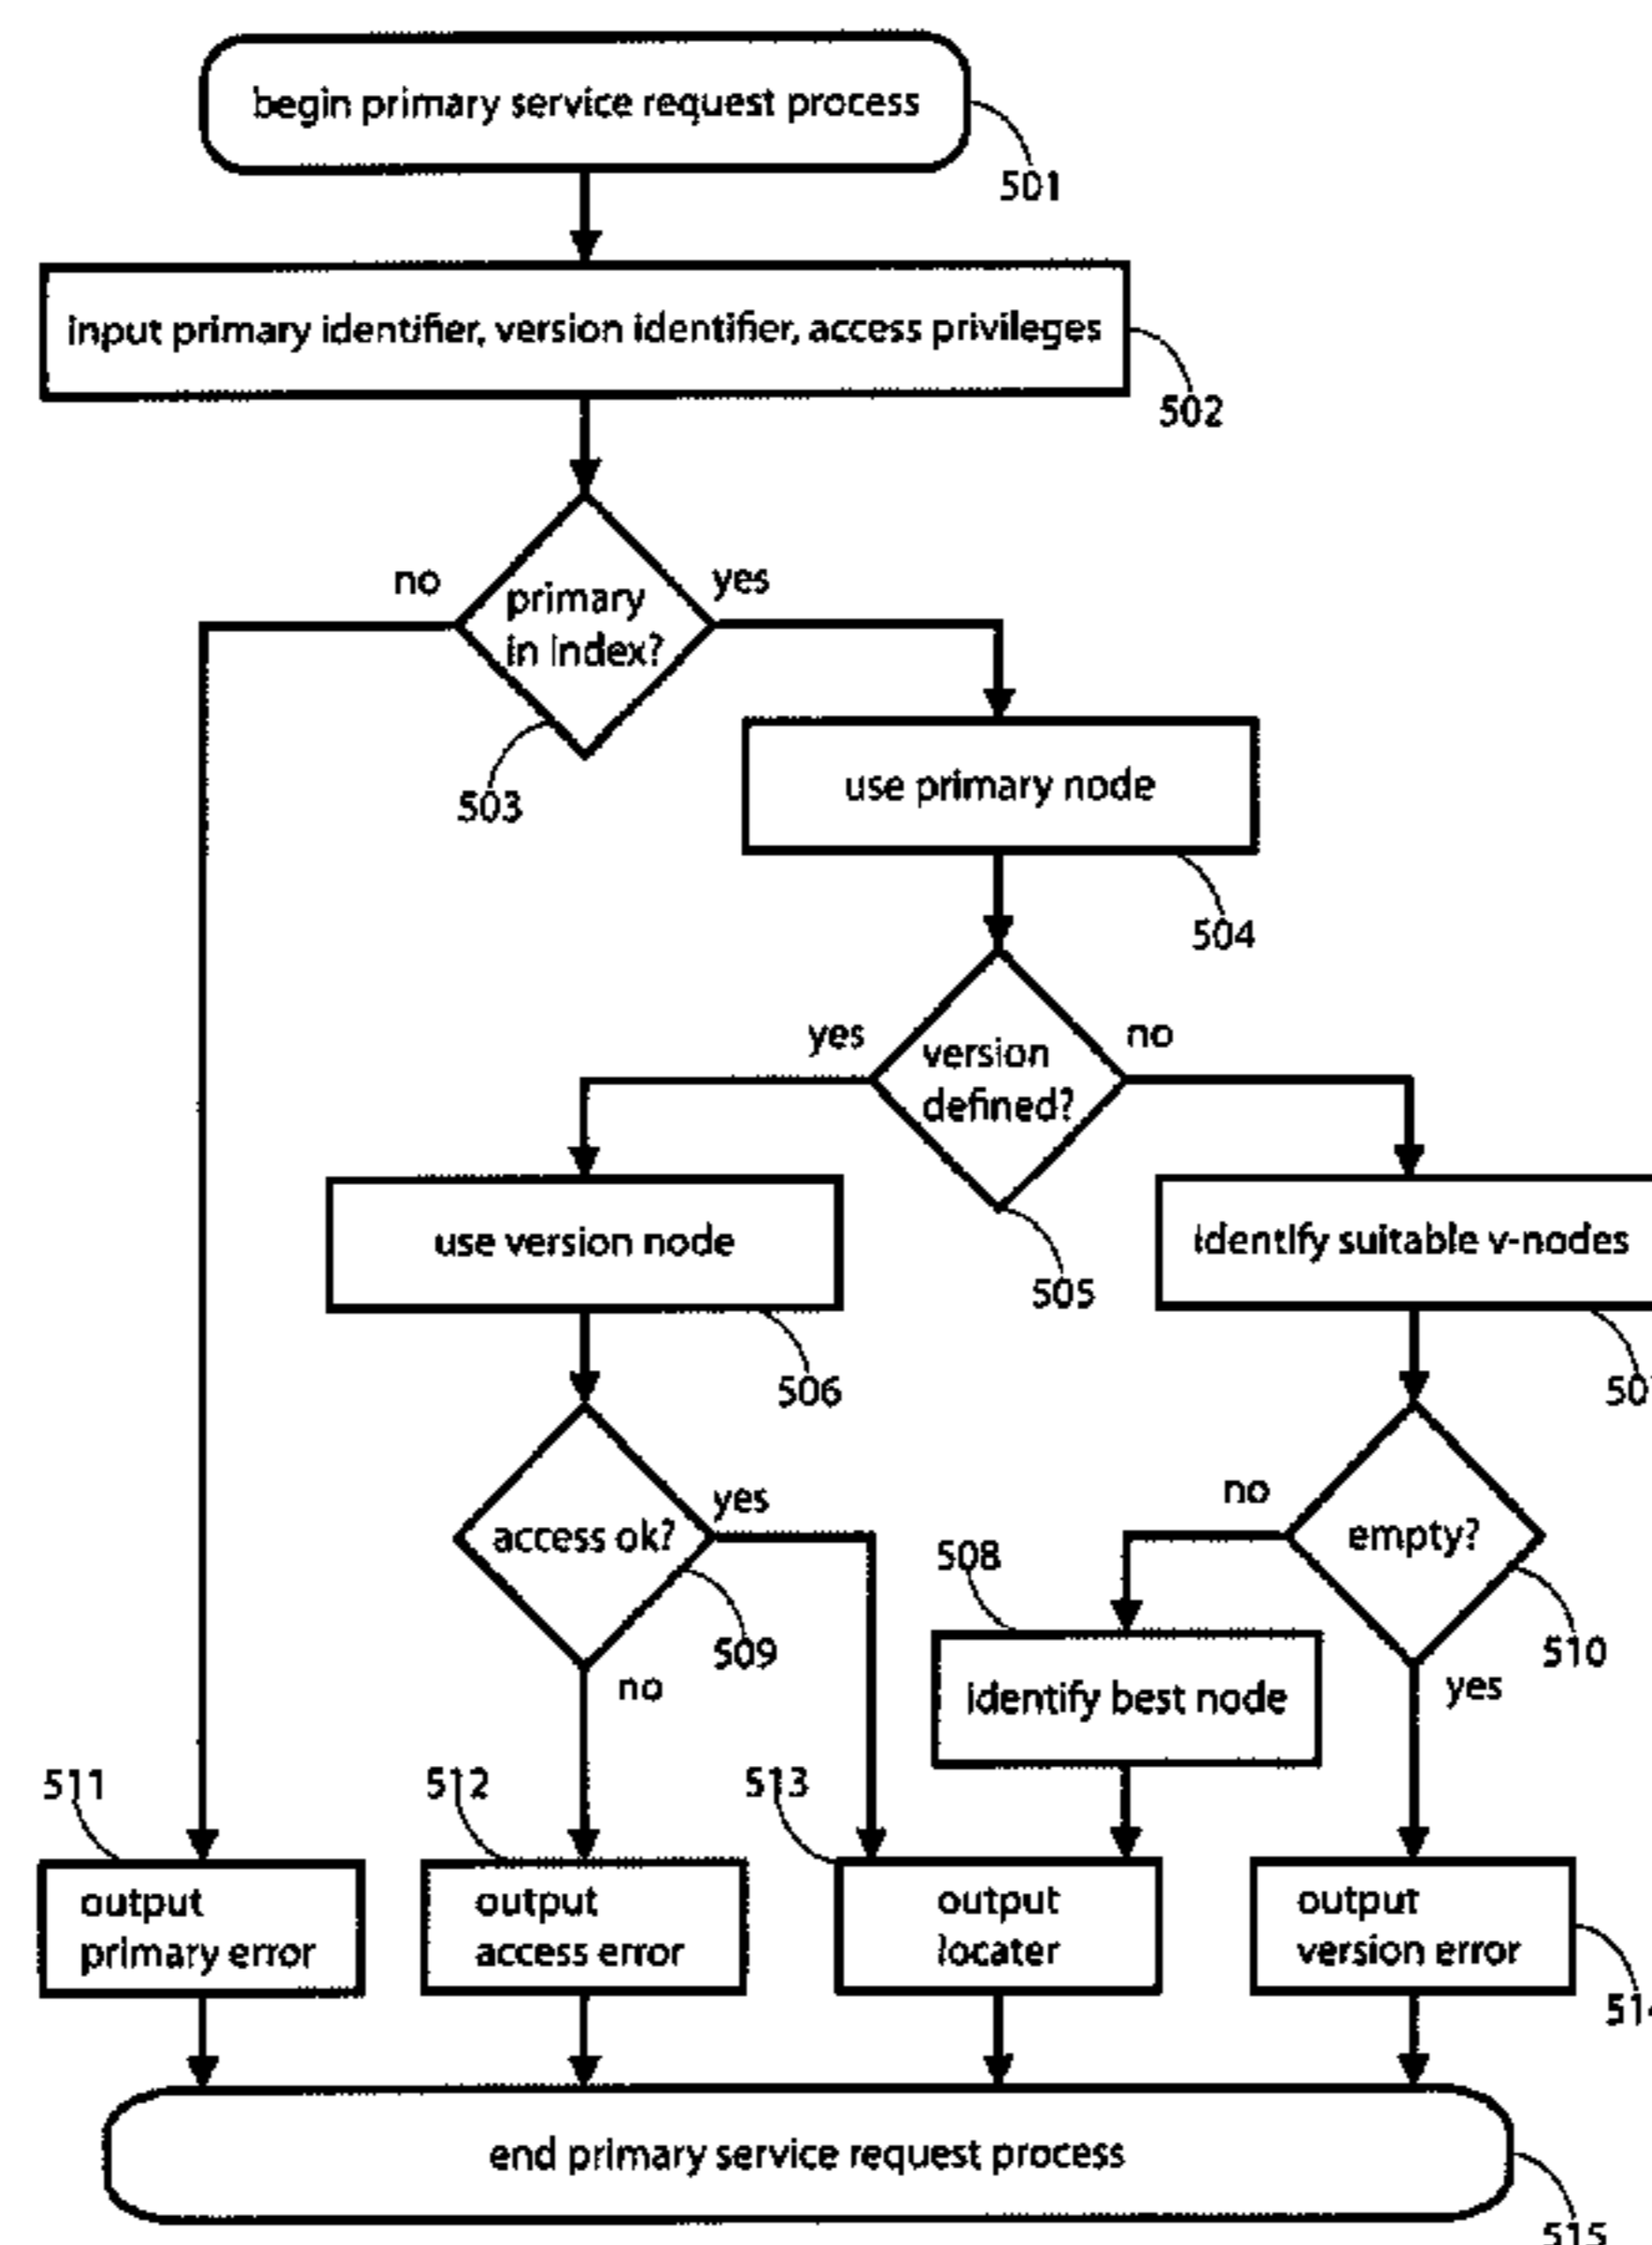 begin primary service request process
501
input primary identifier, version identifier, access privileges
502
no
yes
primary
in index?
503
use primary node
504
yes
no
version
defined?
505
use version node
identify suitable v-nodes
506
yes
no
access ok?
empty?
508
509
510
no
yes
identify best node
511
512
513
output
primary error
output
access error
output
locater
output
version error
end primary service request process
515